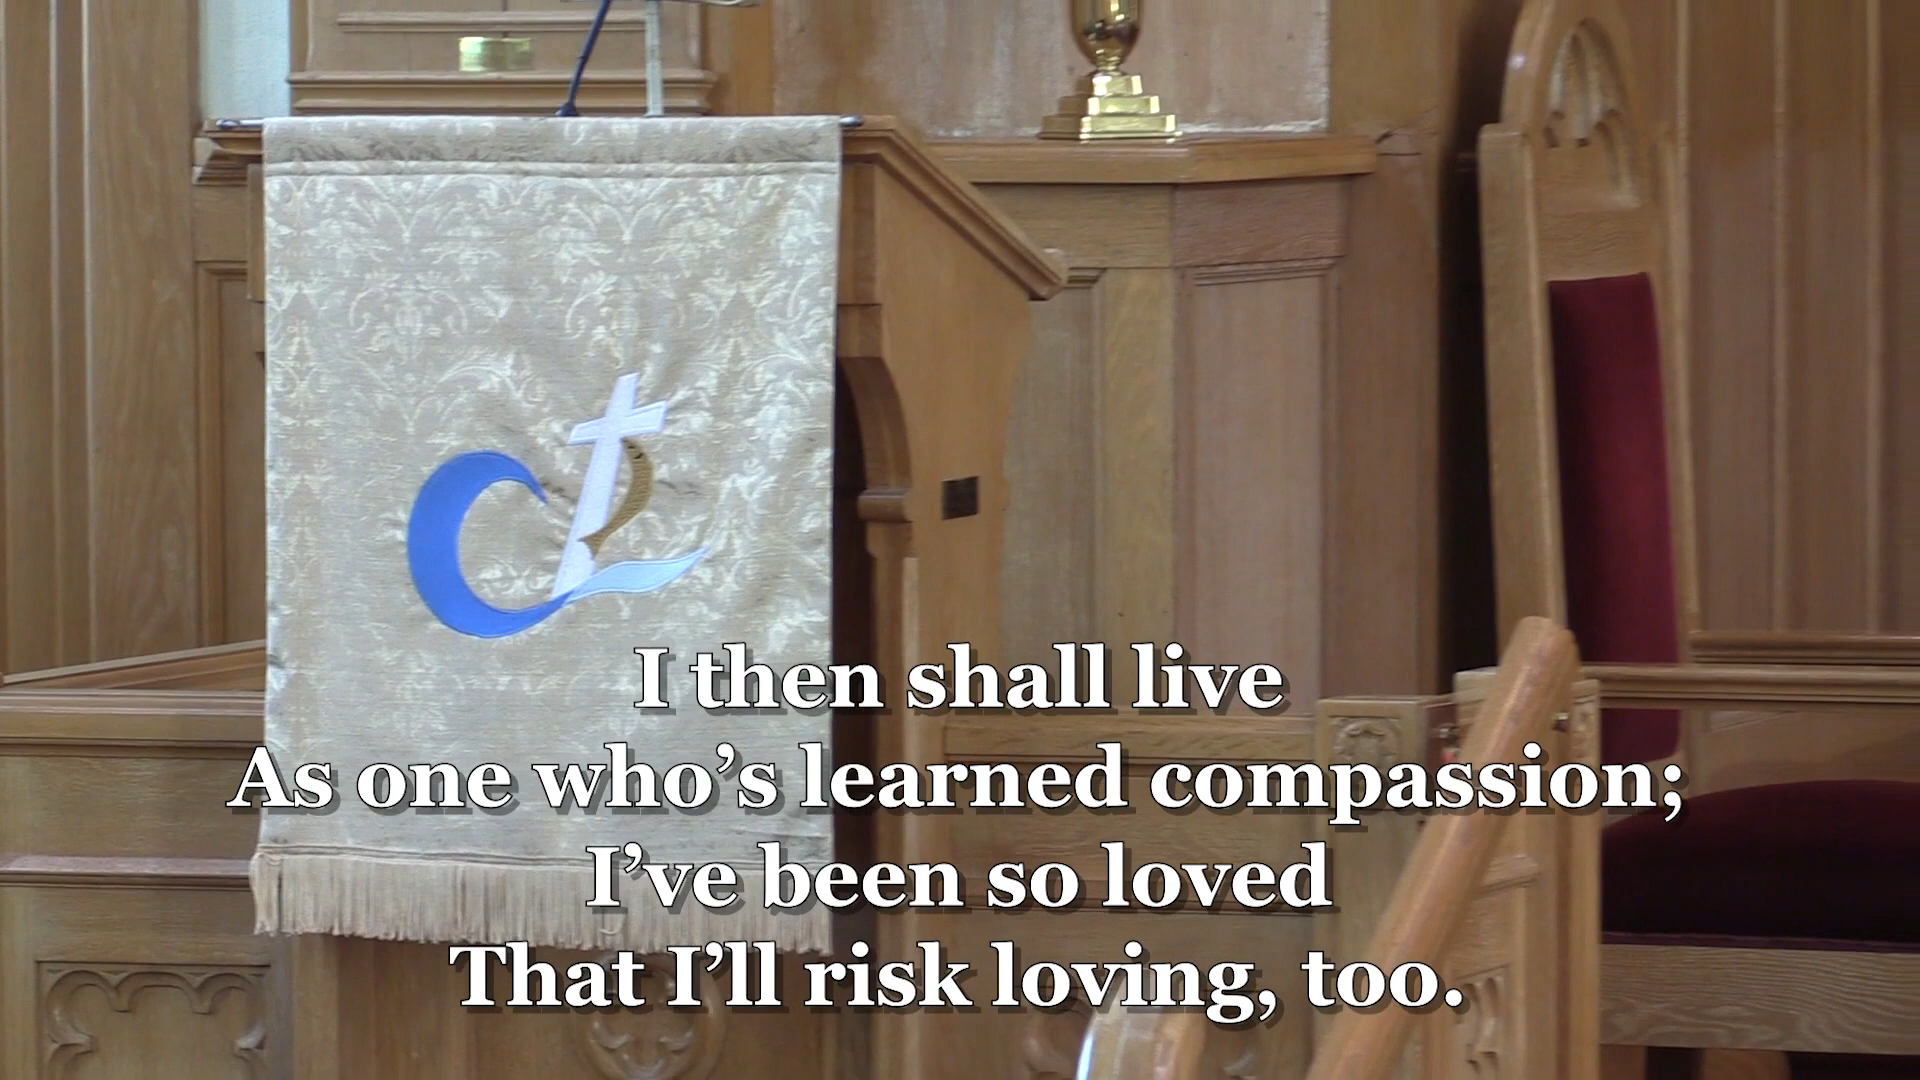 I then shall live
As one who’s learned compassion;
I’ve been so loved
That I’ll risk loving, too.